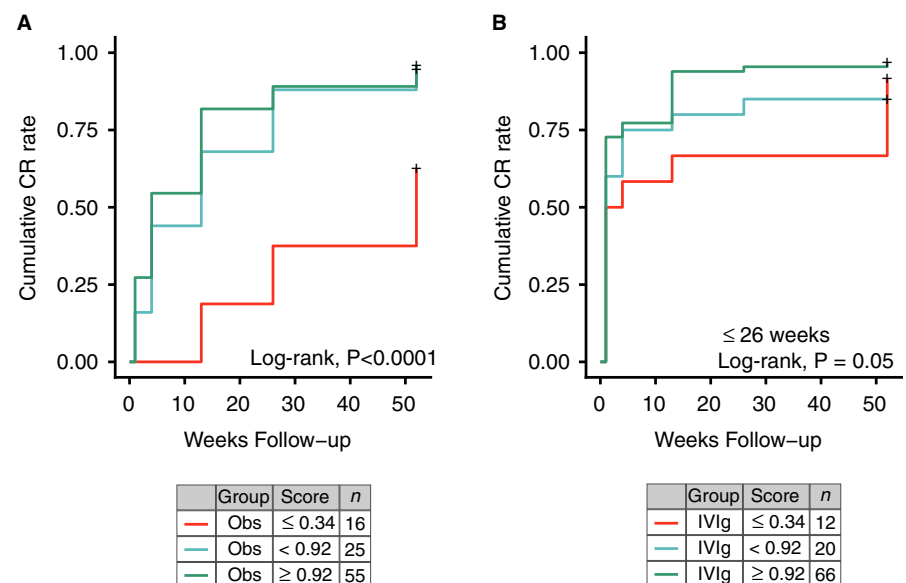 A
Cumulative CR rate
1.00
0.75
0.50
0.25
0.00
Log-rank, P<0.0001
0 10 20 30 40 50
Weeks Follow-up
Group Score n
Obs ≤ 0.34 16
Obs < 0.92 25
Obs ≥ 0.92 55
B
Cumulative CR rate
1.00
0.75
0.50
0.25
0.00
≤ 26 weeks
Log-rank, P = 0.05
0 10 20 30 40 50
Weeks Follow-up
Group Score n
IVIg ≤ 0.34 12
IVIg < 0.92 20
IVIg ≥ 0.92 66